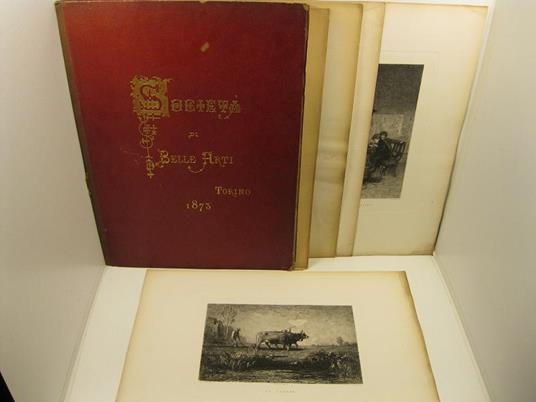 Società
di
Belle Arti
Torino
1873